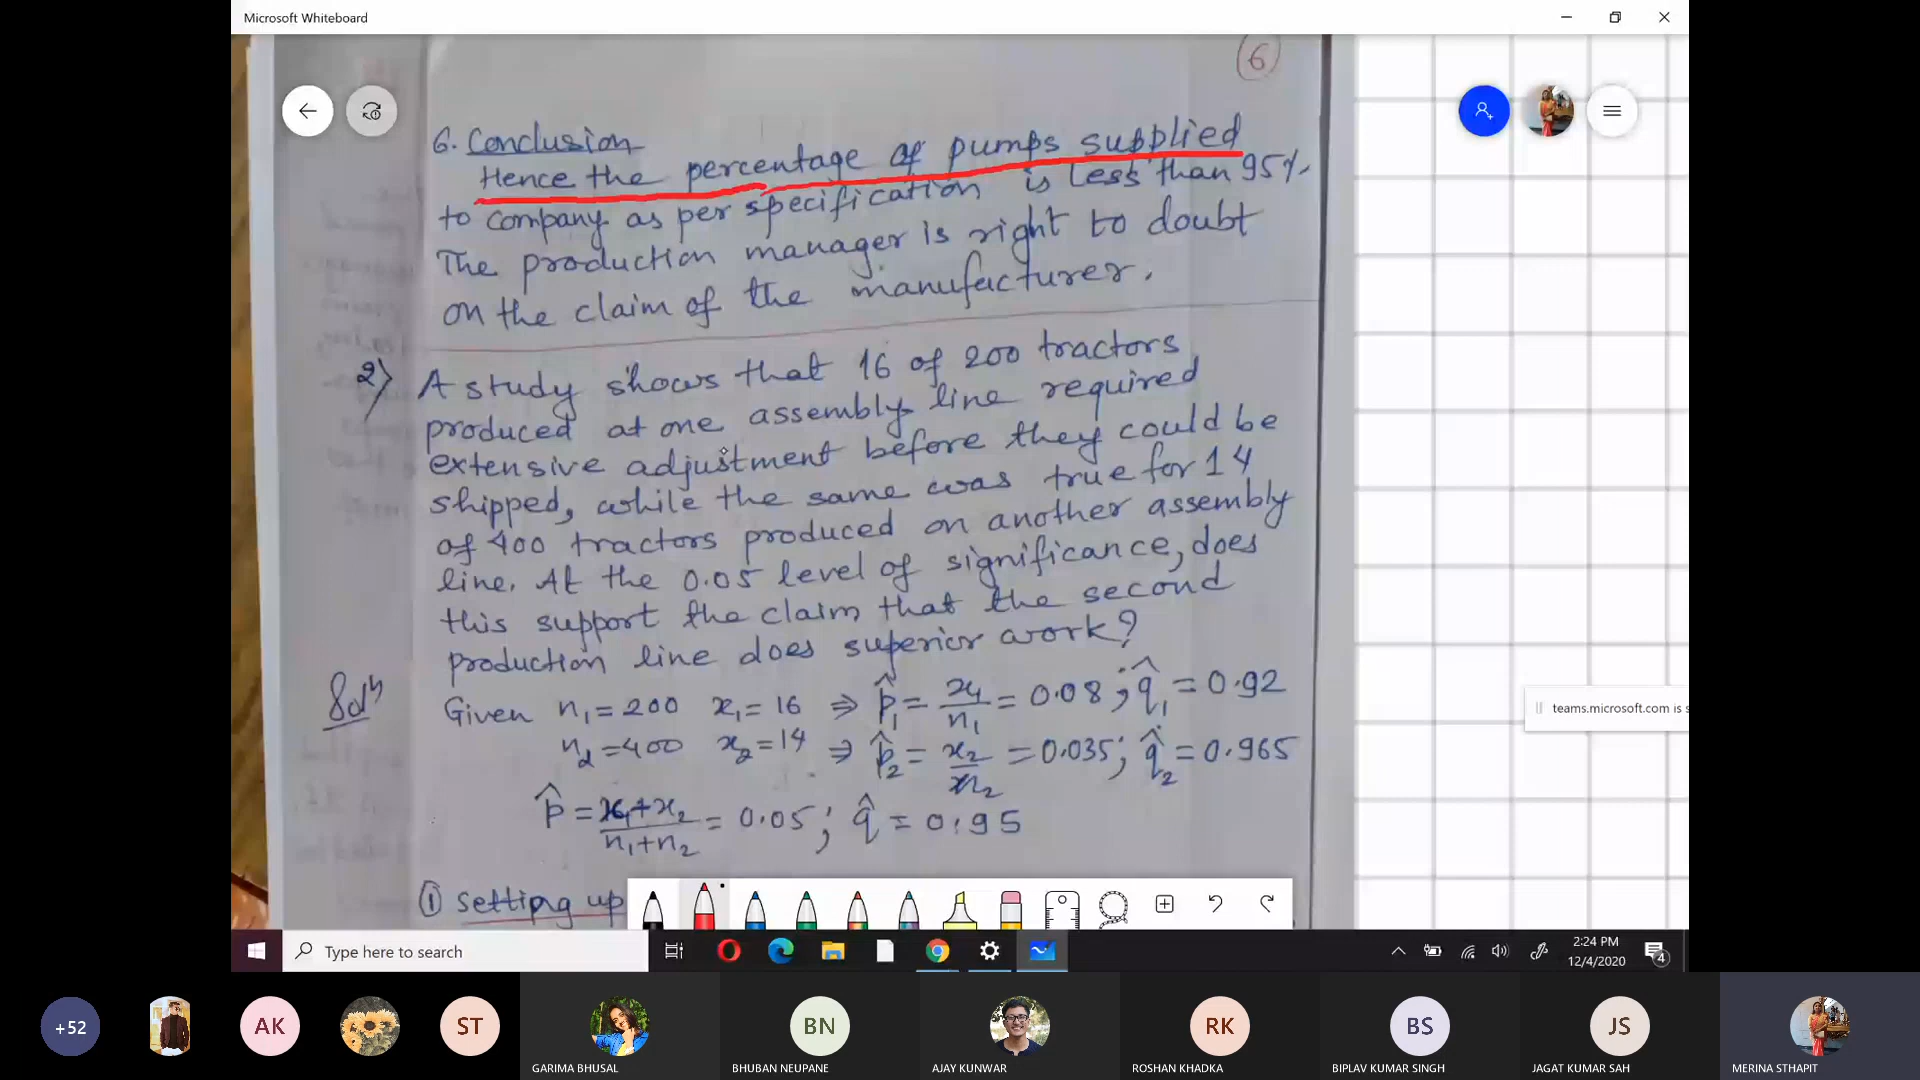 Microsoft Whiteboard
6
6. Conclusion
Hence the percentage of pumps supplied
to company as per specification is less than 95%
The production manager is right to doubt
on the claim of the manufacturer.
2) A study shows that 16 of 200 tractors
produced at one assembly line required
extensive adjustment before they could be
shipped, while the same was true for 14
of 400 tractors produced on another assembly
line. At the 0.05 level of significance, does
this support the claim that the second
production line does superior work?
Solⁿ
Given n₁ = 200 x₁ = 16 ⇒ p̂₁ = x₁/n₁ = 0.08 ; q̂₁ = 0.92
n₂ = 400 x₂ = 14 ⇒ p̂₂ = x₂/n₂ = 0.035 ; q̂₂ = 0.965
p̂ = x₁+x₂/n₁+n₂ = 0.05 ; q̂ = 0.95
① Setting up
teams.microsoft.com is s
Type here to search
2:24 PM
12/4/2020
4
+52
AK
ST
BN
RK
BS
JS
GARIMA BHUSAL
BHUBAN NEUPANE
AJAY KUNWAR
ROSHAN KHADKA
BIPLAV KUMAR SINGH
JAGAT KUMAR SAH
MERINA STHAPIT